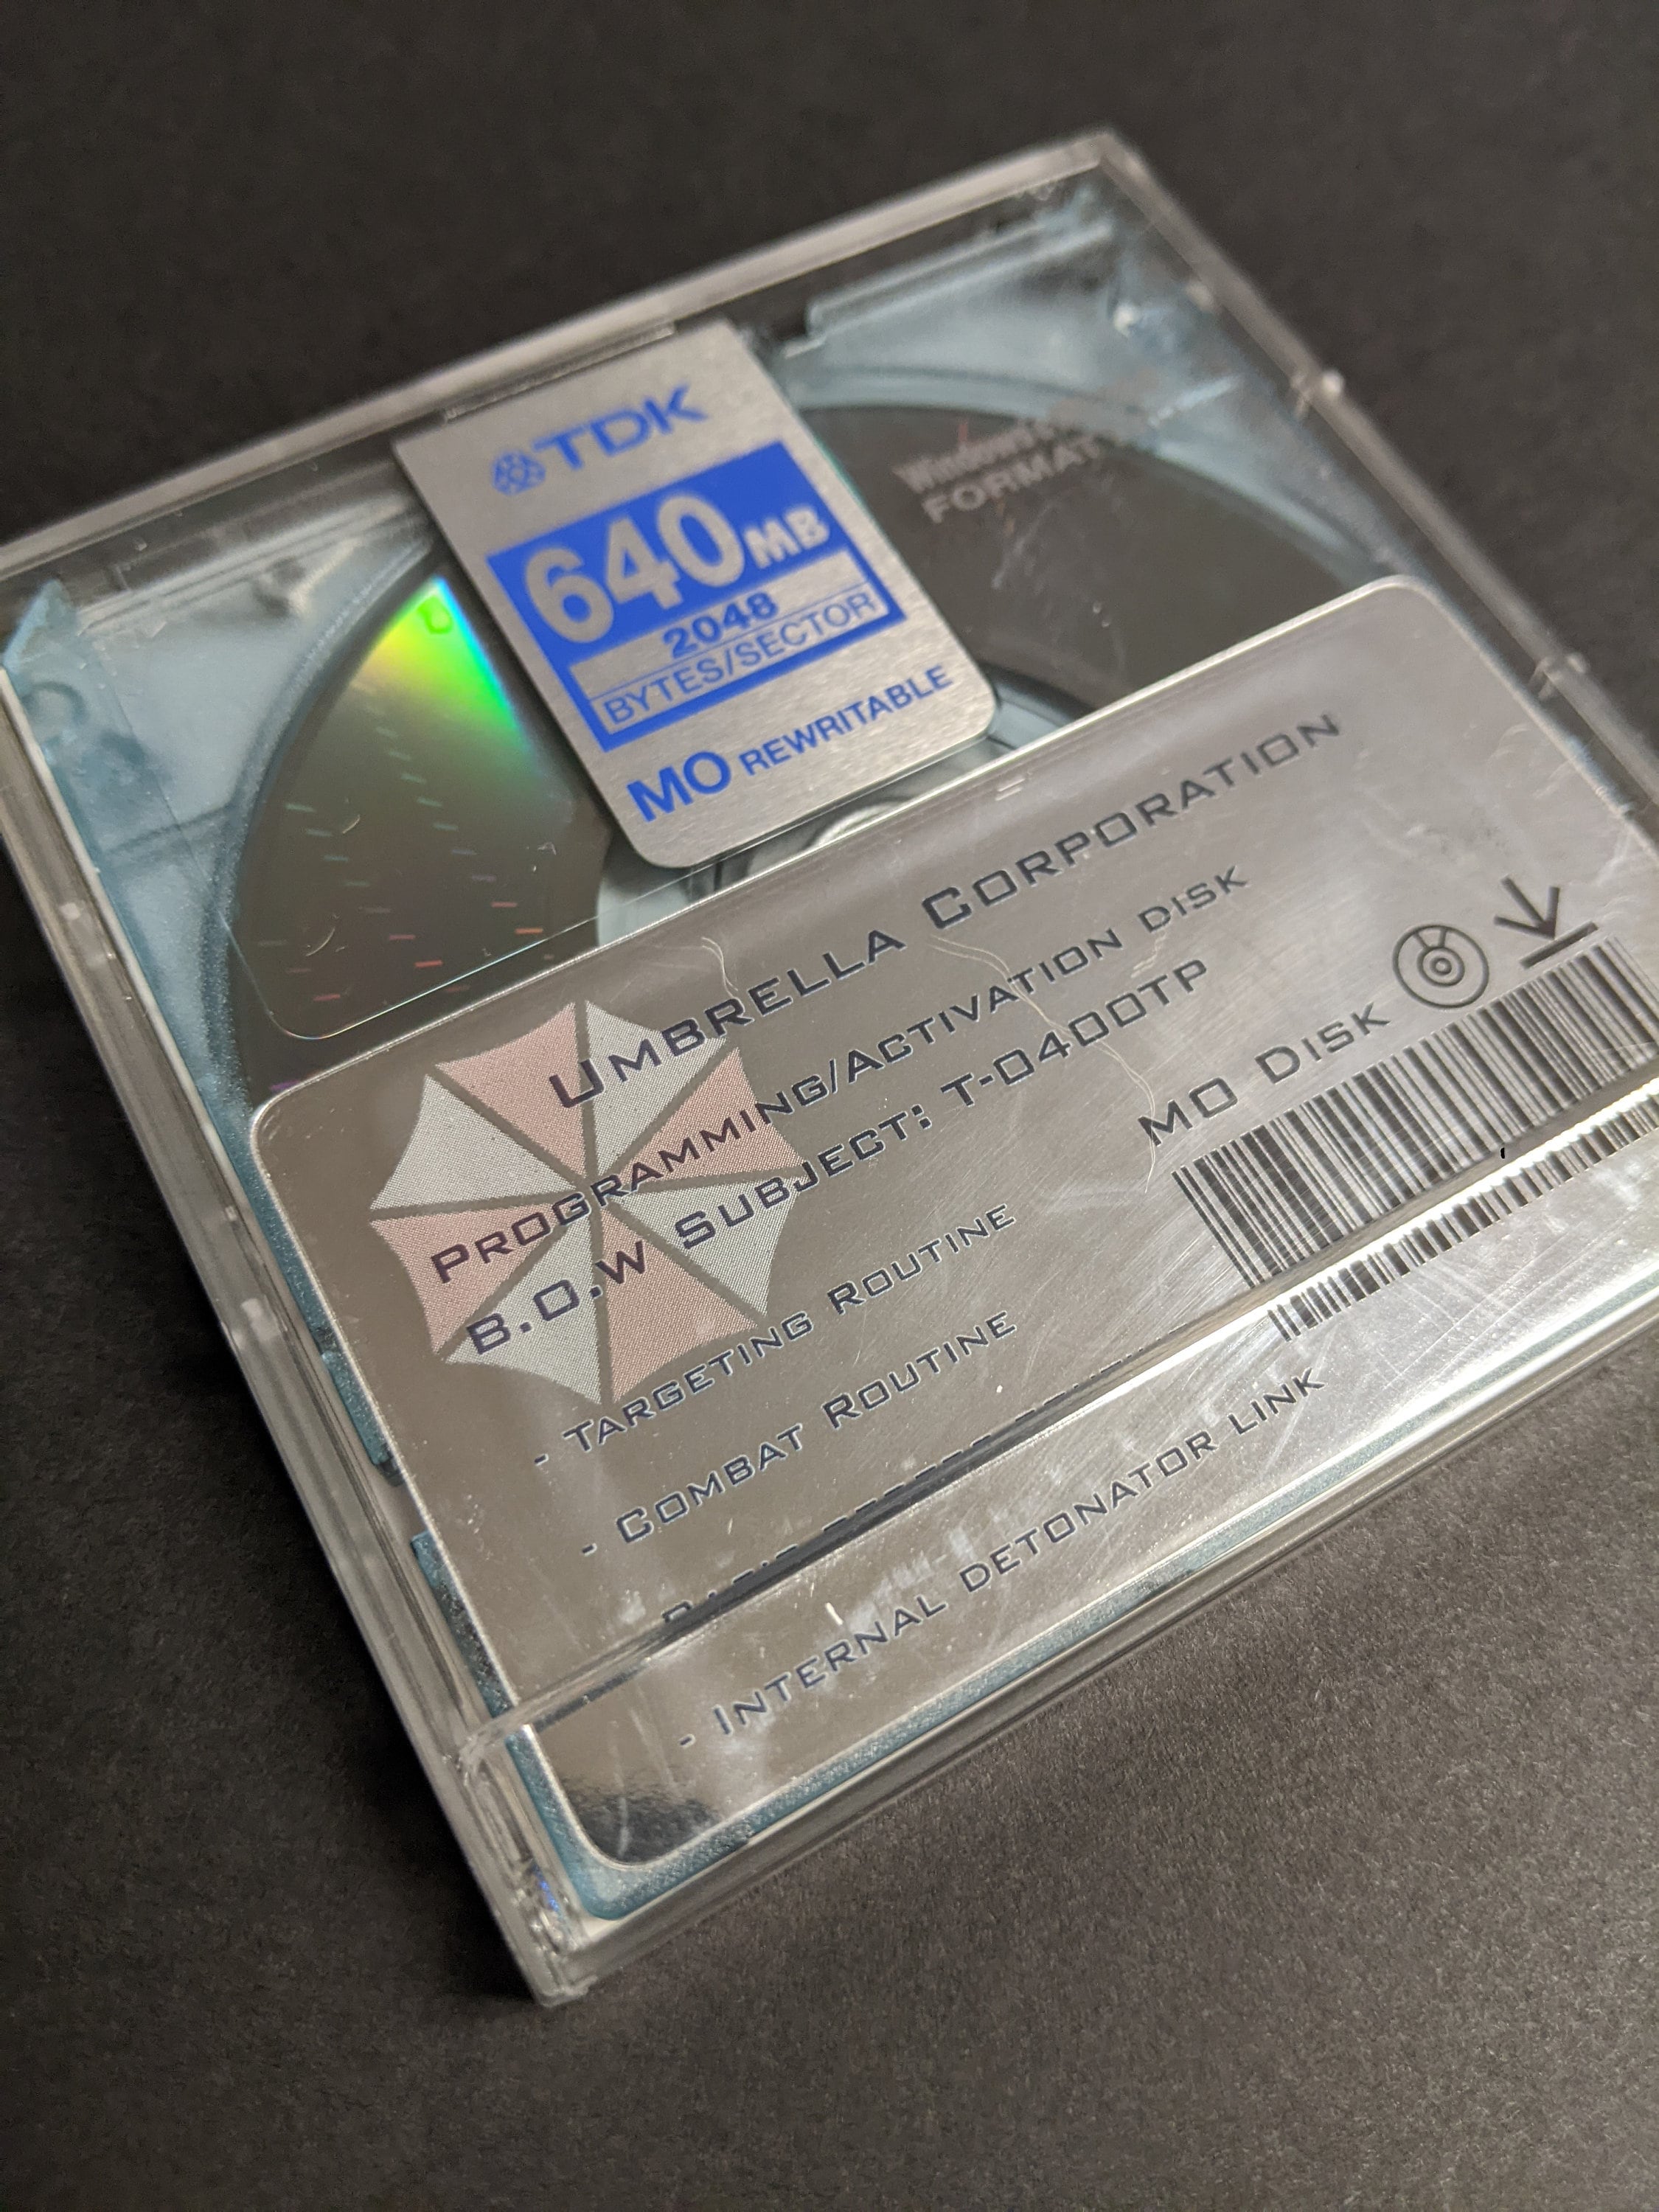 TDK
640MB
2048
BYTES/SECTOR
MO REWRITABLE
Windows
FORMAT
UMBRELLA CORPORATION
PROGRAMMING/ACTIVATION DISK
B.O.W SUBJECT: T-0400TP
MO DISK
- TARGETING ROUTINE
- COMBAT ROUTINE
- INTERNAL DETONATOR LINK